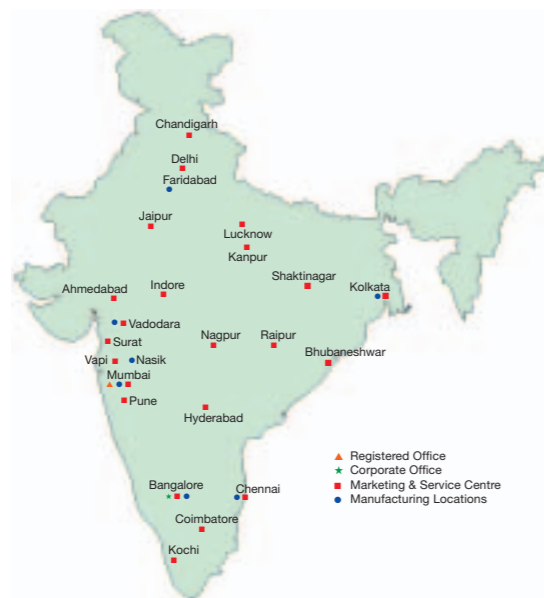 Chandigarh
Delhi
Faridabad
Jaipur
Lucknow
Kanpur
Shaktinagar
Kolkata
Ahmedabad
Indore
Vadodara
Surat
Nagpur
Raipur
Bhubaneshwar
Vapi
Nasik
Mumbai
Pune
Hyderabad
Registered Office
Corporate Office
Marketing & Service Centre
Manufacturing Locations
Bangalore
Chennai
Coimbatore
Kochi